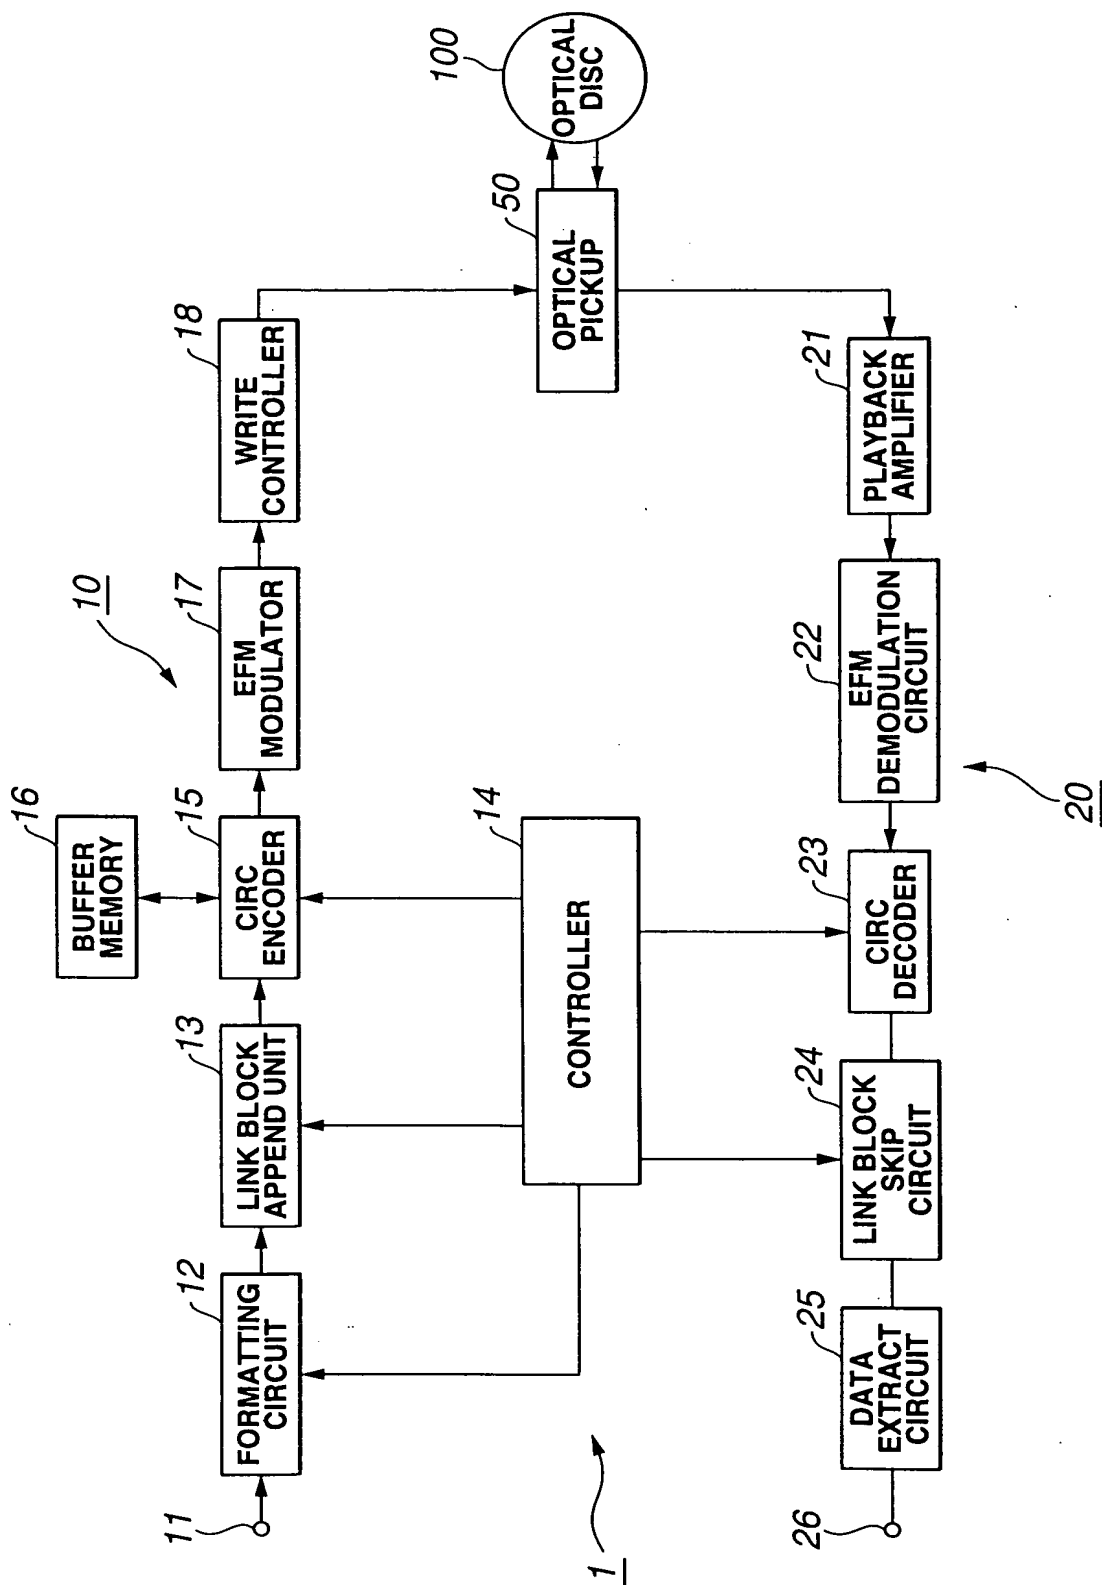 10
16
BUFFER
MEMORY
11
12
FORMATTING
CIRCUIT
13
LINK BLOCK
APPEND UNIT
15
CIRC
ENCODER
17
EFM
MODULATOR
18
WRITE
CONTROLLER
14
CONTROLLER
50
OPTICAL
PICKUP
100
OPTICAL
DISC
1
26
25
DATA
EXTRACT
CIRCUIT
24
LINK BLOCK
SKIP
CIRCUIT
23
CIRC
DECODER
22
EFM
DEMODULATION
CIRCUIT
21
PLAYBACK
AMPLIFIER
20